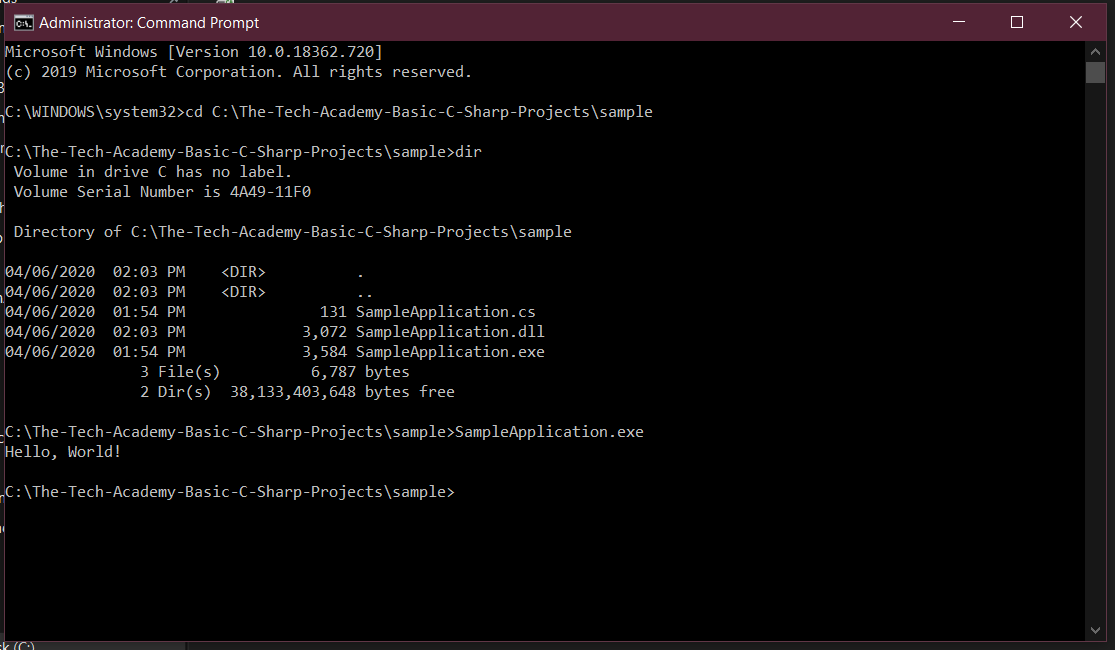 Administrator: Command Prompt
Microsoft Windows [Version 10.0.18362.720]
(c) 2019 Microsoft Corporation. All rights reserved.
C:\WINDOWS\system32>cd C:\The-Tech-Academy-Basic-C-Sharp-Projects\sample
C:\The-Tech-Academy-Basic-C-Sharp-Projects\sample>dir
 Volume in drive C has no label.
 Volume Serial Number is 4A49-11F0
 Directory of C:\The-Tech-Academy-Basic-C-Sharp-Projects\sample
04/06/2020  02:03 PM    <DIR>          .
04/06/2020  02:03 PM    <DIR>          ..
04/06/2020  01:54 PM               131 SampleApplication.cs
04/06/2020  02:03 PM             3,072 SampleApplication.dll
04/06/2020  01:54 PM             3,584 SampleApplication.exe
               3 File(s)          6,787 bytes
               2 Dir(s)  38,133,403,648 bytes free
C:\The-Tech-Academy-Basic-C-Sharp-Projects\sample>SampleApplication.exe
Hello, World!
C:\The-Tech-Academy-Basic-C-Sharp-Projects\sample>